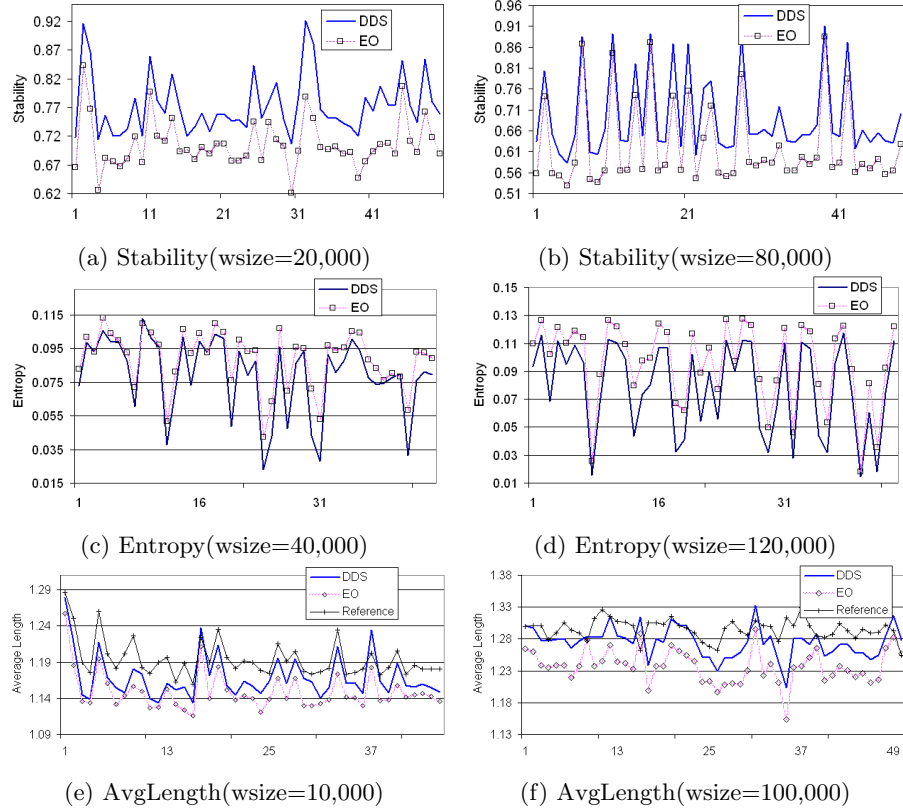 0.92
0.87
0.82
0.77
0.72
0.67
0.62
Stability
DDS
EO
1 11 21 31 41
(a) Stability(wsize=20,000)
0.96
0.91
0.86
0.81
0.76
0.71
0.66
0.61
0.56
0.51
Stability
DDS
EO
1 21 41
(b) Stability(wsize=80,000)
0.115
0.095
0.075
0.055
0.035
0.015
Entropy
DDS
EO
1 16 31
(c) Entropy(wsize=40,000)
0.15
0.13
0.11
0.09
0.07
0.05
0.03
0.01
Entropy
DDS
EO
1 16 31
(d) Entropy(wsize=120,000)
1.29
1.24
1.19
1.14
1.09
Average Length
DDS
EO
Reference
1 13 25 37
(e) AvgLength(wsize=10,000)
1.38
1.33
1.28
1.23
1.18
1.13
Average Length
DDS
EO
Reference
1 13 25 37 49
(f) AvgLength(wsize=100,000)